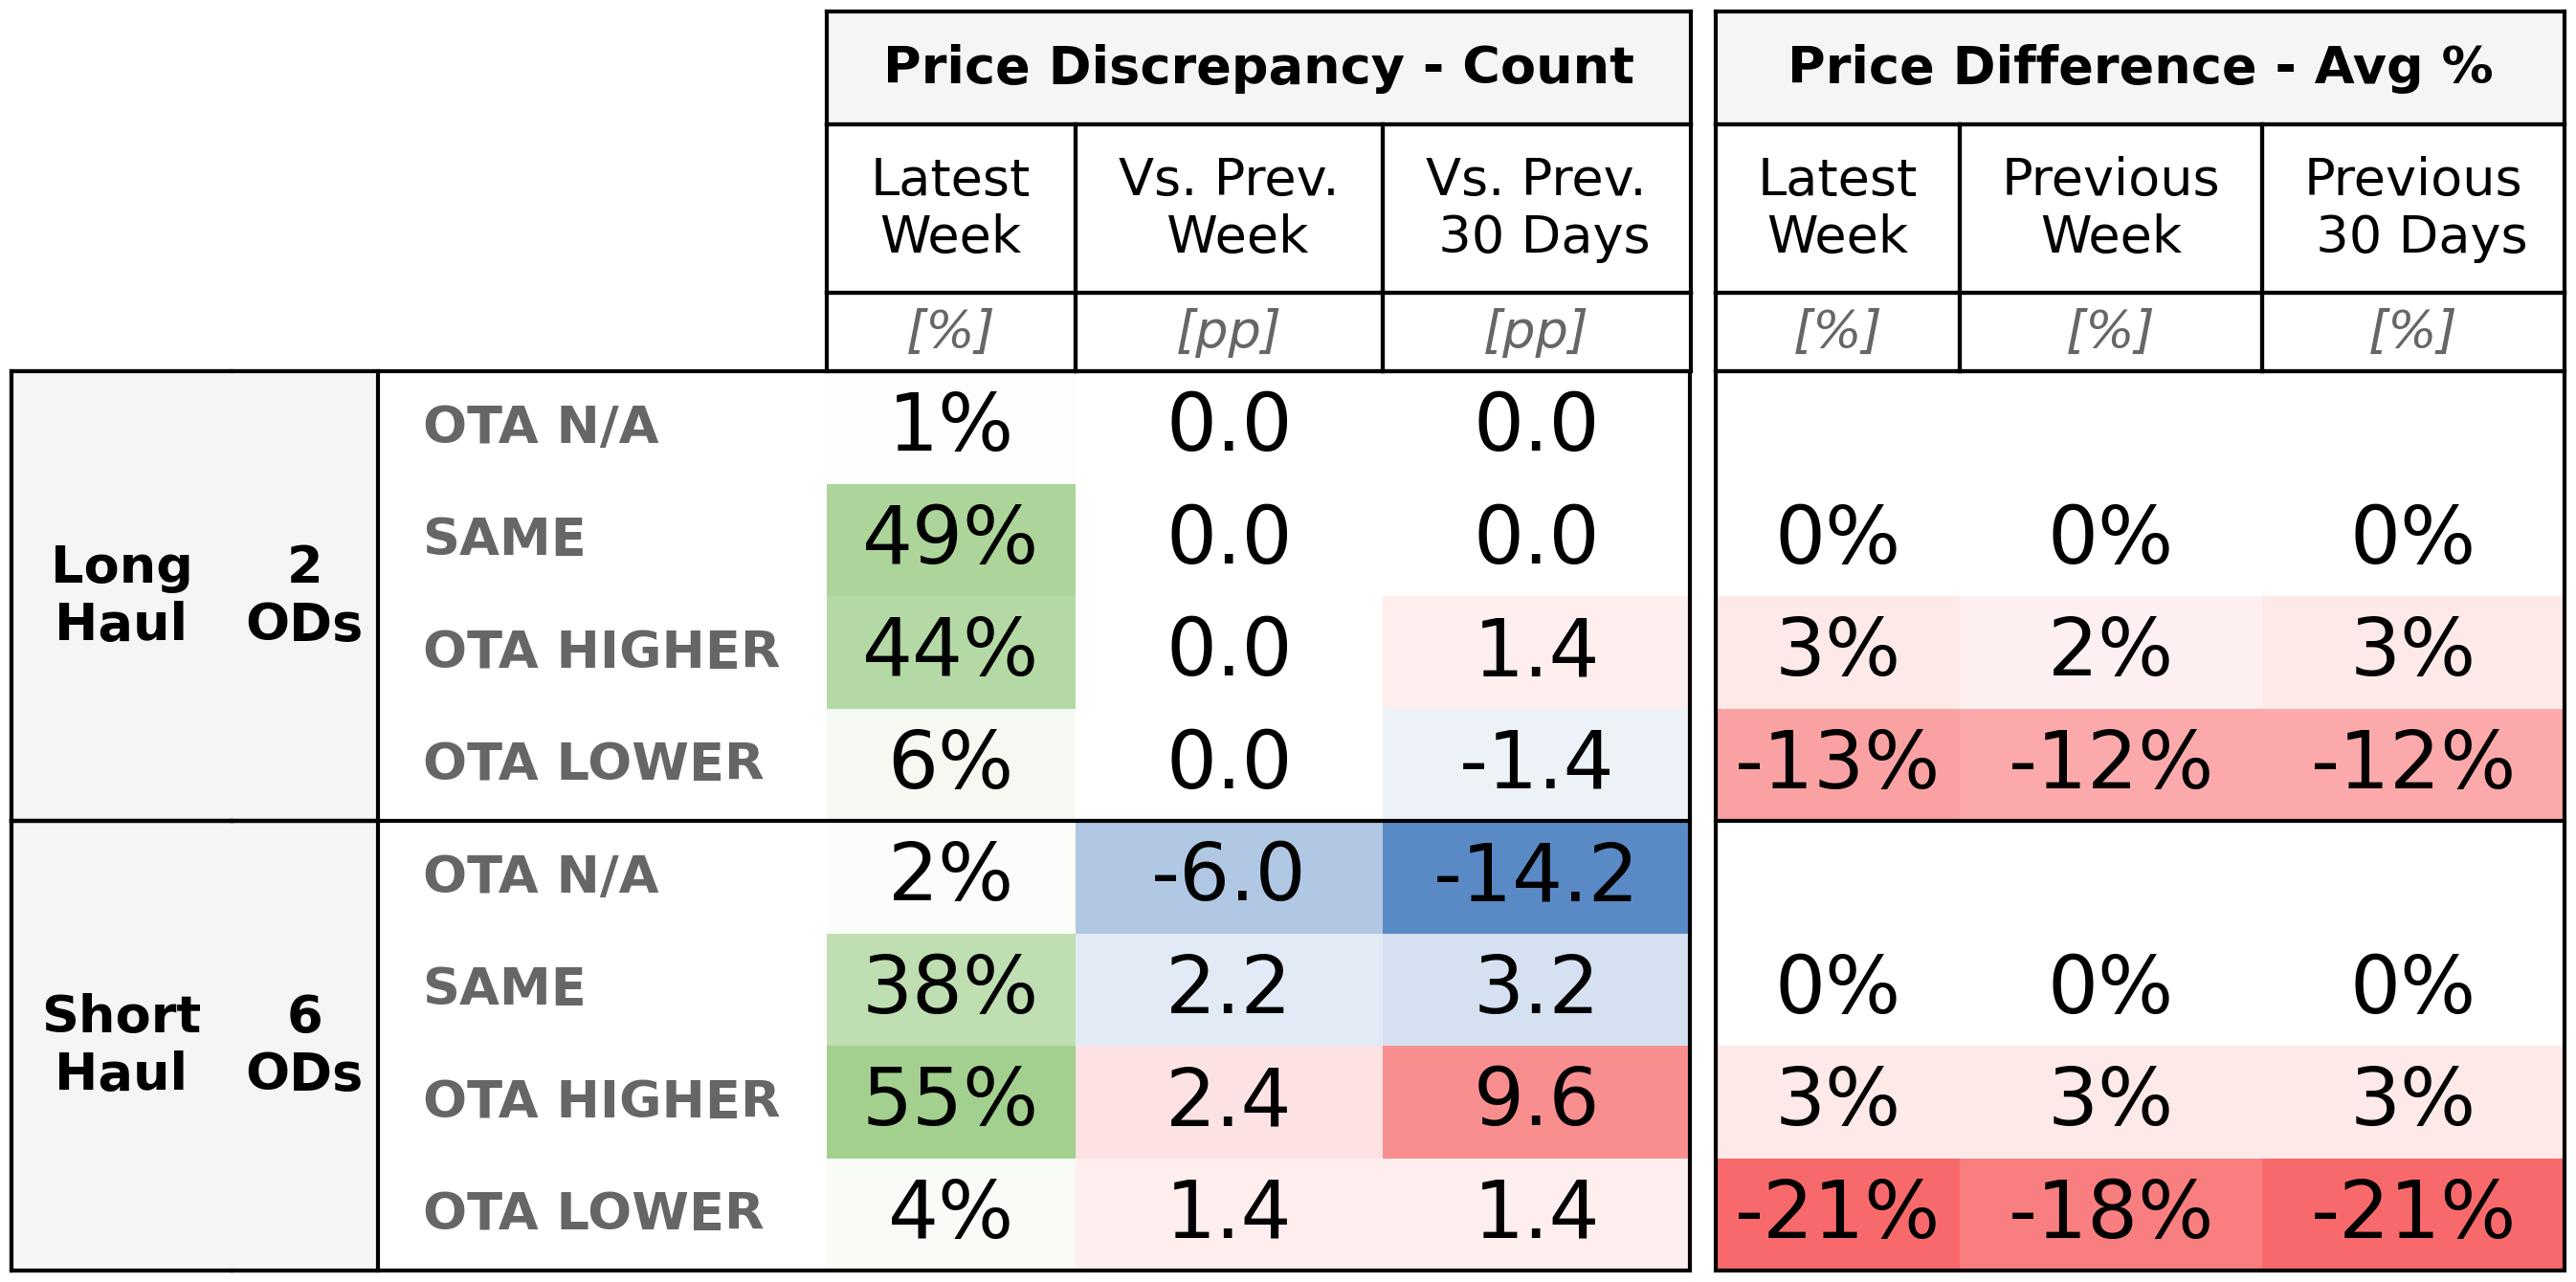 Price Discrepancy - Count Price Difference - Avg %
Latest Week Vs. Prev. Week Vs. Prev. 30 Days Latest Week Previous Week Previous 30 Days
[%] [pp] [pp] [%] [%] [%]
Long Haul 2 ODs
OTA N/A 1% 0.0 0.0
SAME 49% 0.0 0.0 0% 0% 0%
OTA HIGHER 44% 0.0 1.4 3% 2% 3%
OTA LOWER 6% 0.0 -1.4 -13% -12% -12%
Short Haul 6 ODs
OTA N/A 2% -6.0 -14.2
SAME 38% 2.2 3.2 0% 0% 0%
OTA HIGHER 55% 2.4 9.6 3% 3% 3%
OTA LOWER 4% 1.4 1.4 -21% -18% -21%